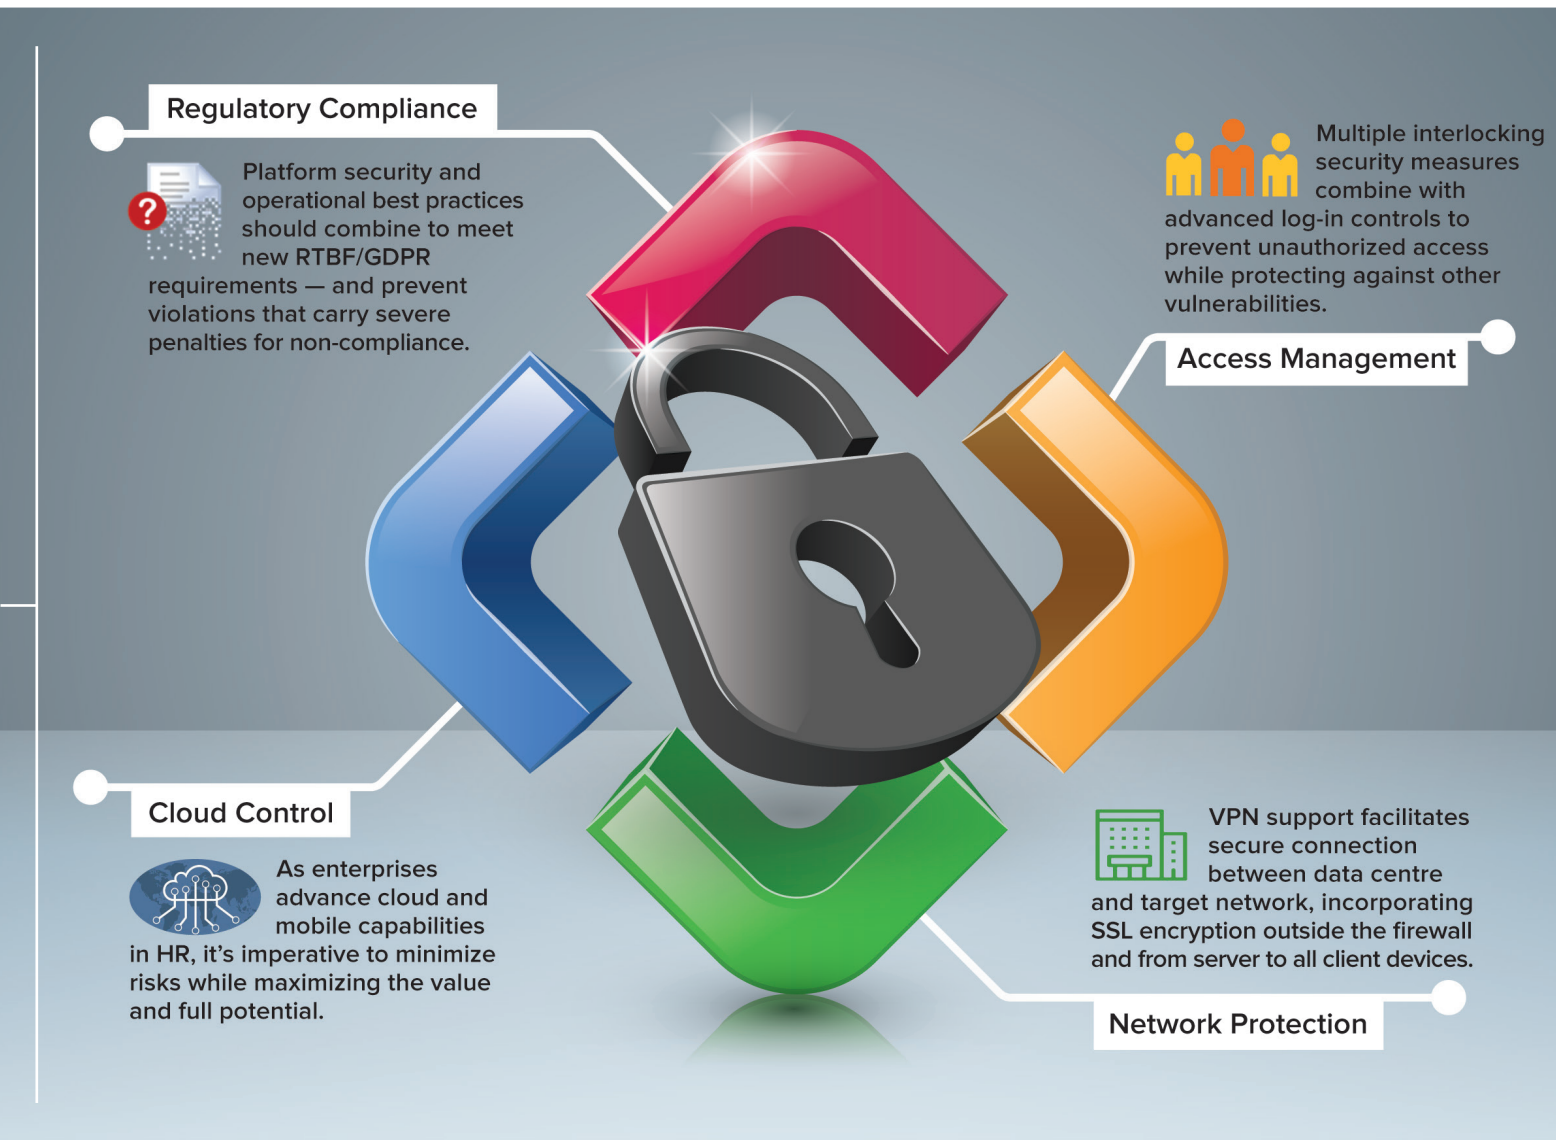 Regulatory Compliance
?
Platform security and
operational best practices
should combine to meet
new RTBF/GDPR
requirements — and prevent
violations that carry severe
penalties for non-compliance.
Multiple interlocking
security measures
combine with
advanced log-in controls to
prevent unauthorized access
while protecting against other
vulnerabilities.
Access Management
Cloud Control
As enterprises
advance cloud and
mobile capabilities
in HR, it’s imperative to minimize
risks while maximizing the value
and full potential.
VPN support facilitates
secure connection
between data centre
and target network, incorporating
SSL encryption outside the firewall
and from server to all client devices.
Network Protection